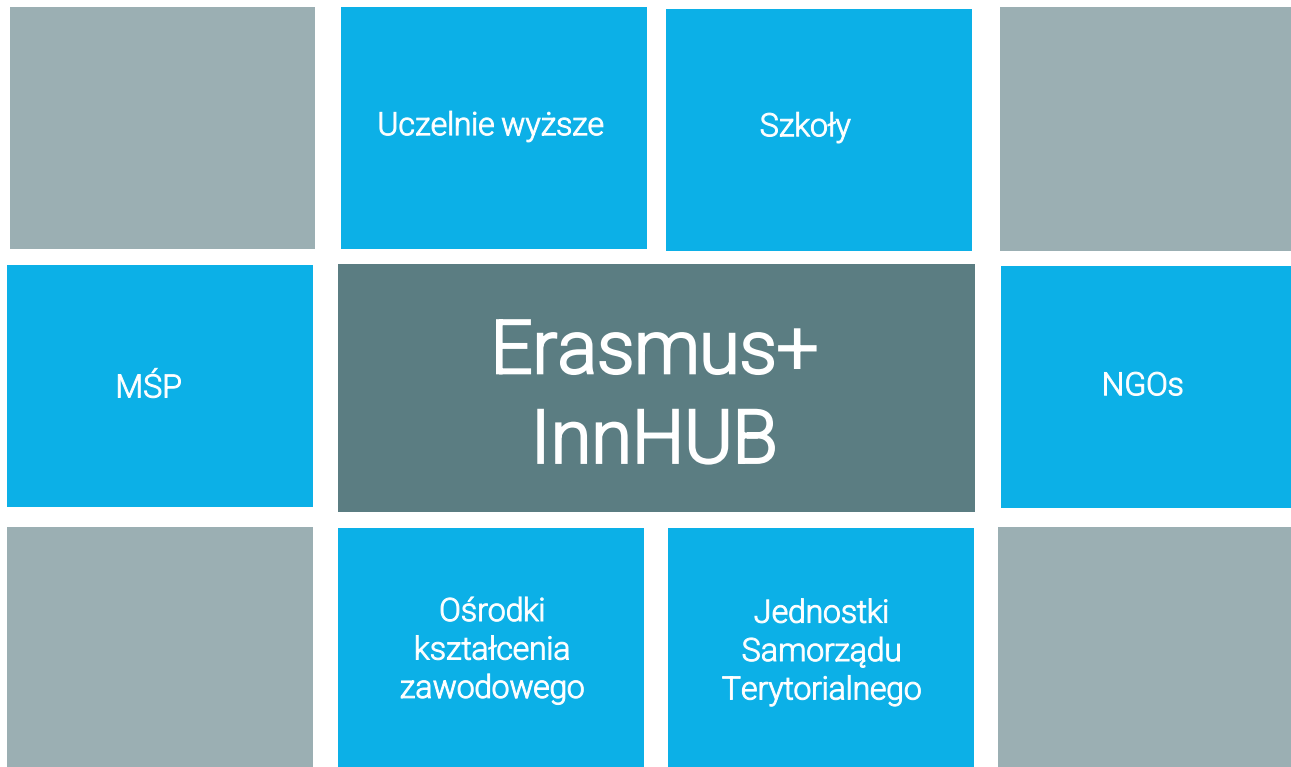 Uczelnie wyższe
Szkoły
MŚP
Erasmus+
InnHUB
NGOs
Ośrodki
kształcenia
zawodowego
Jednostki
Samorządu
Terytorialnego